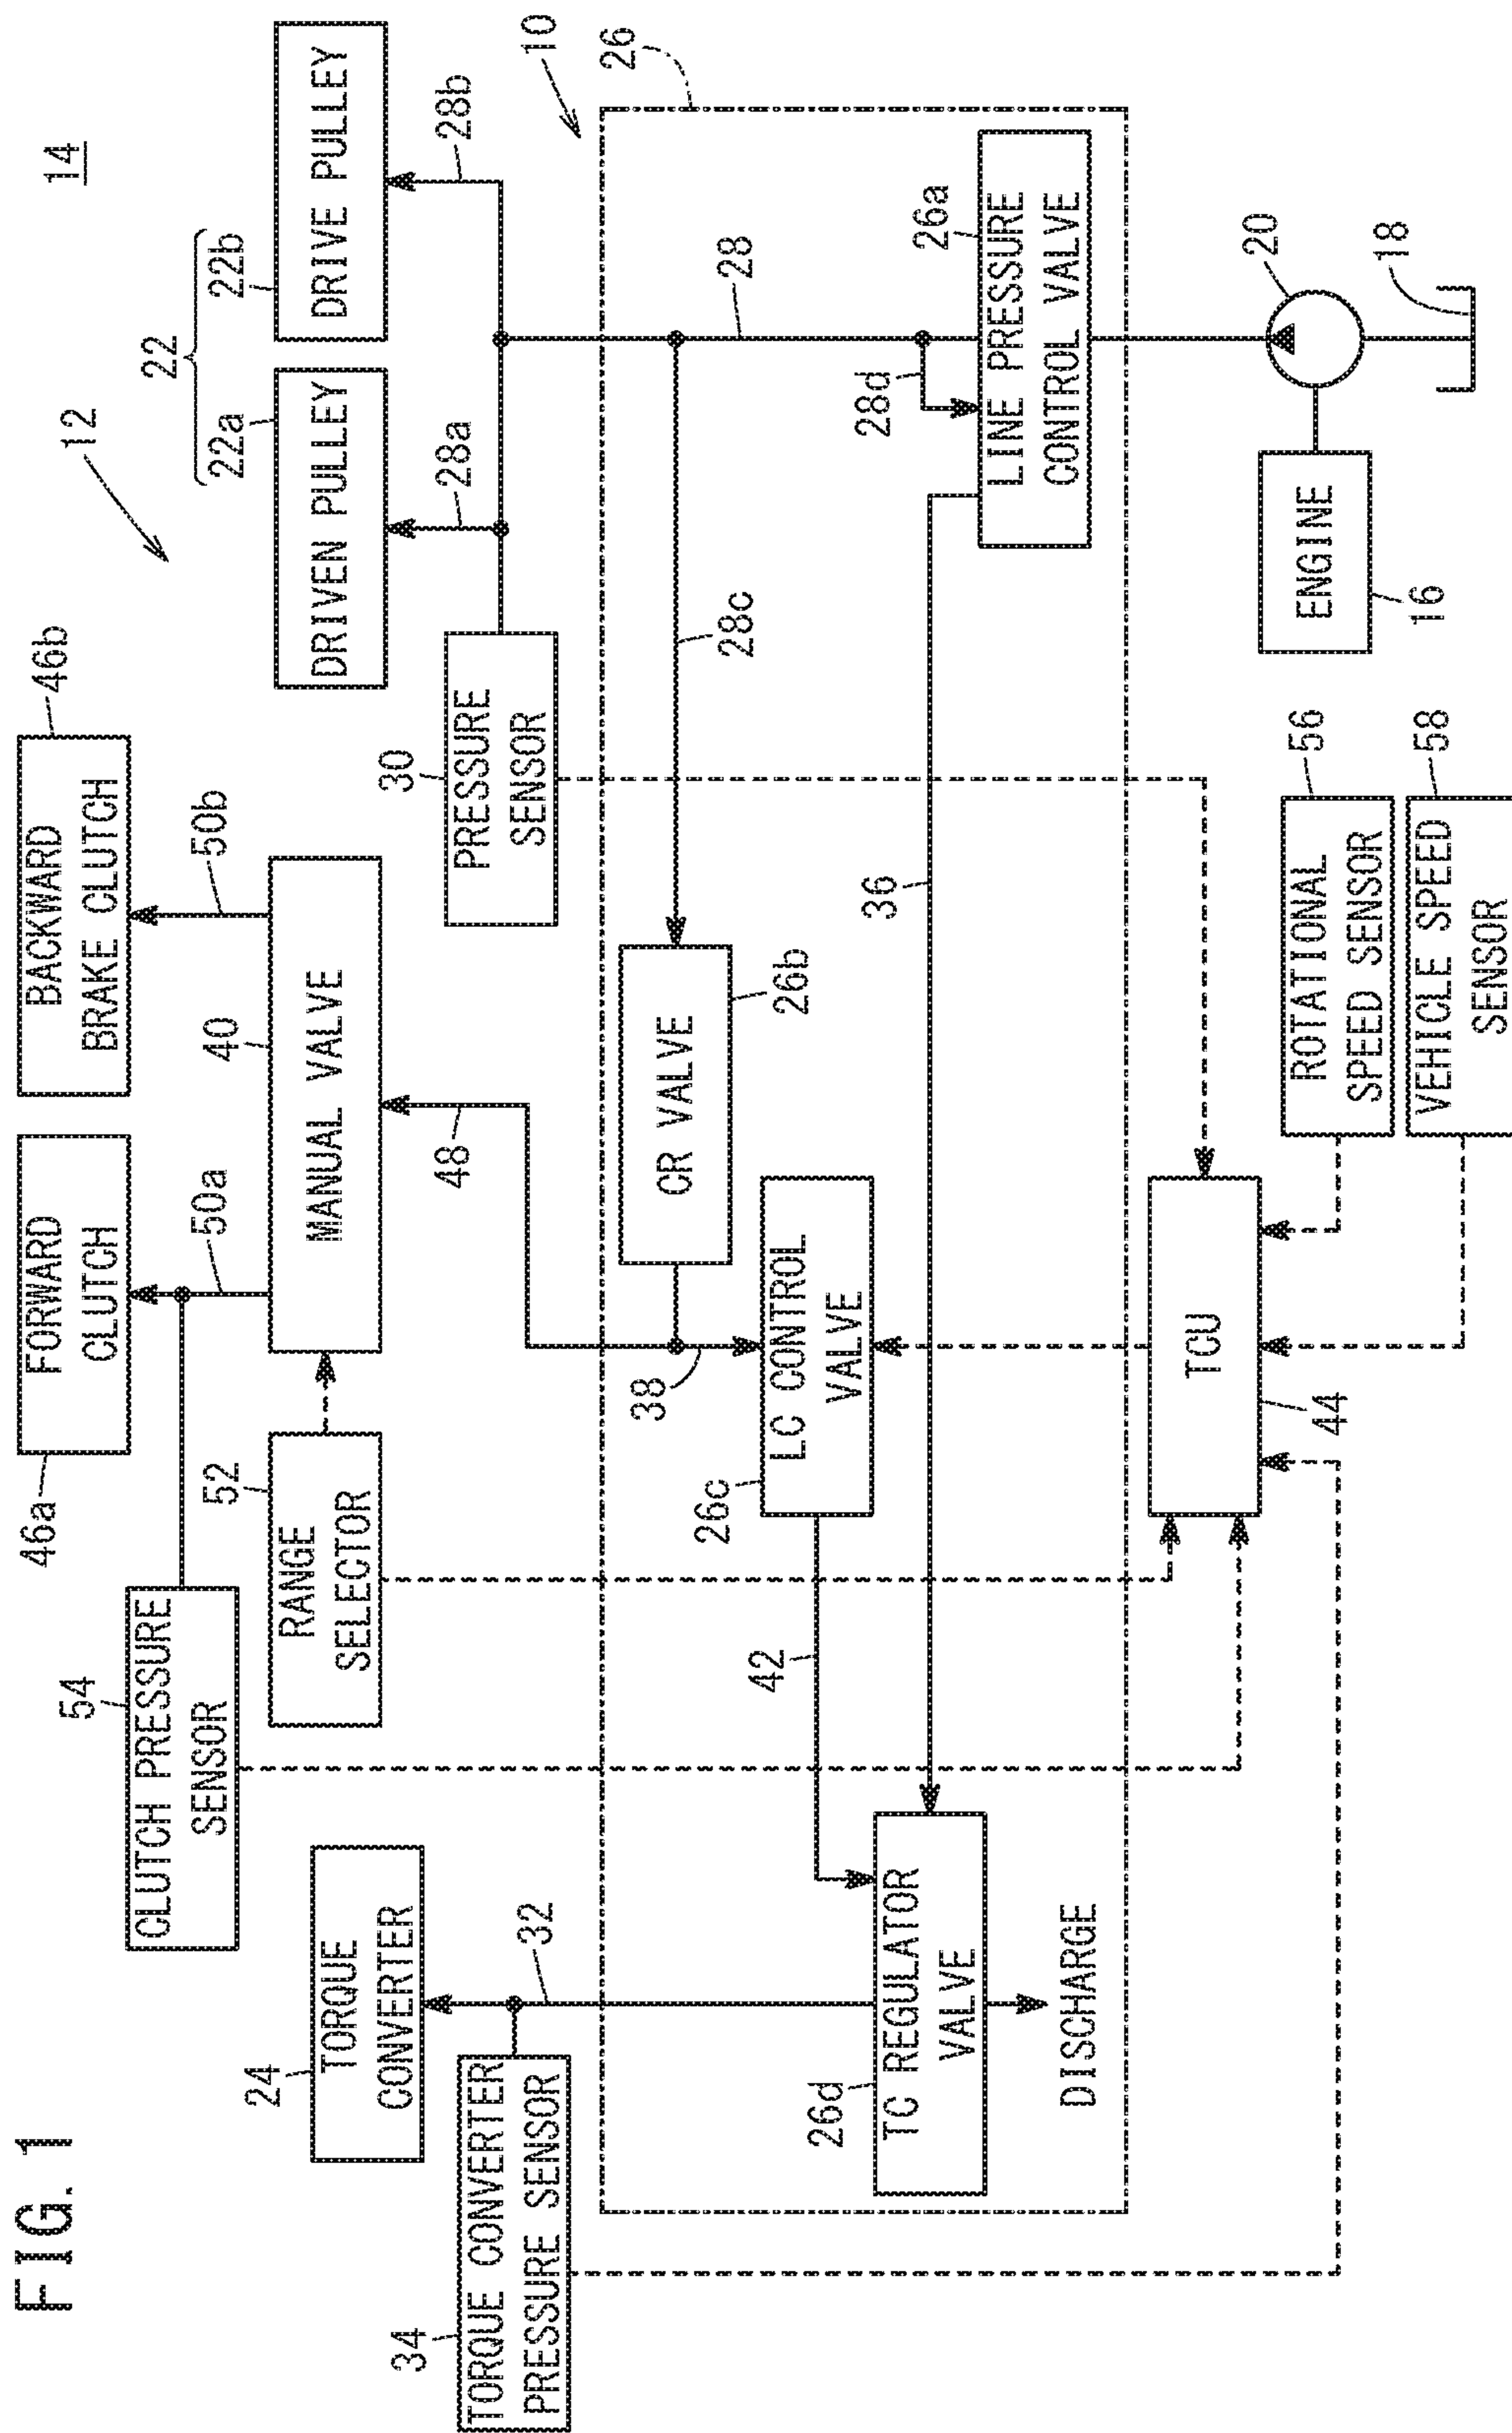 FIG. 1
14
12
10
46a
FORWARD
CLUTCH
BACKWARD
BRAKE CLUTCH
46b
22
22a
22b
54
CLUTCH PRESSURE
SENSOR
50a
50b
24
TORQUE
CONVERTER
52
RANGE
SELECTOR
40
MANUAL VALVE
DRIVEN PULLEY
DRIVE PULLEY
28a
28b
34
TORQUE CONVERTER
PRESSURE SENSOR
32
48
30
PRESSURE
SENSOR
26
38
CR VALVE
26b
28c
28
42
26c
LC CONTROL
VALVE
36
28d
26a
LINE PRESSURE
CONTROL VALVE
26d
TC REGULATOR
VALVE
DISCHARGE
TCU
44
ROTATIONAL
SPEED SENSOR
56
VEHICLE SPEED
SENSOR
58
ENGINE
16
20
18